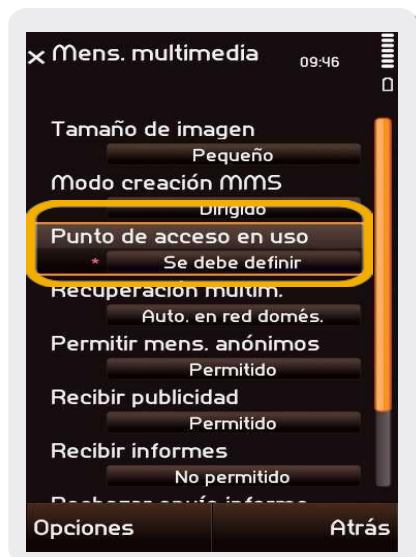 × Mens. multimedia 09:46
Tamaño de imagen
Pequeño
Modo creación MMS
Dirigido
Punto de acceso en uso
* Se debe definir
Recuperación multim.
Auto. en red domés.
Permitir mens. anónimos
Permitido
Recibir publicidad
Permitido
Recibir informes
No permitido
Opciones Atrás